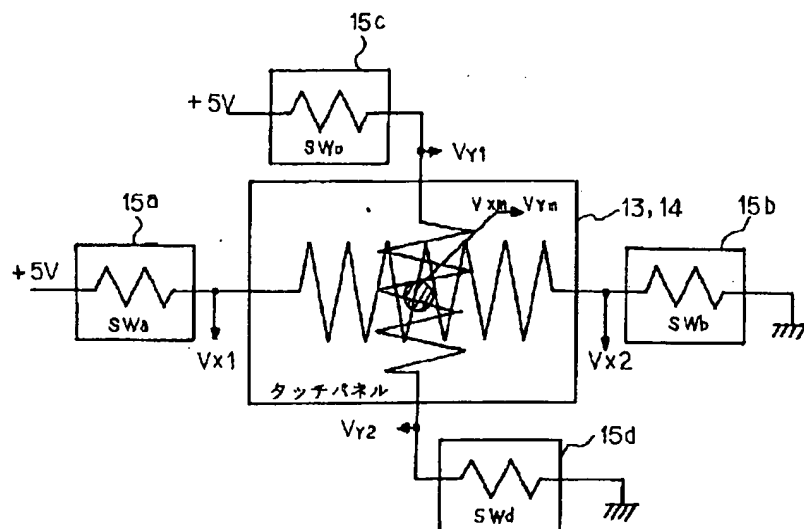 15c
+5V
SWc
VY1
15a
VXm
VYn
13,14
15b
+5V
SWa
SWb
VX1
VX2
タッチパネル
VY2
15d
SWd